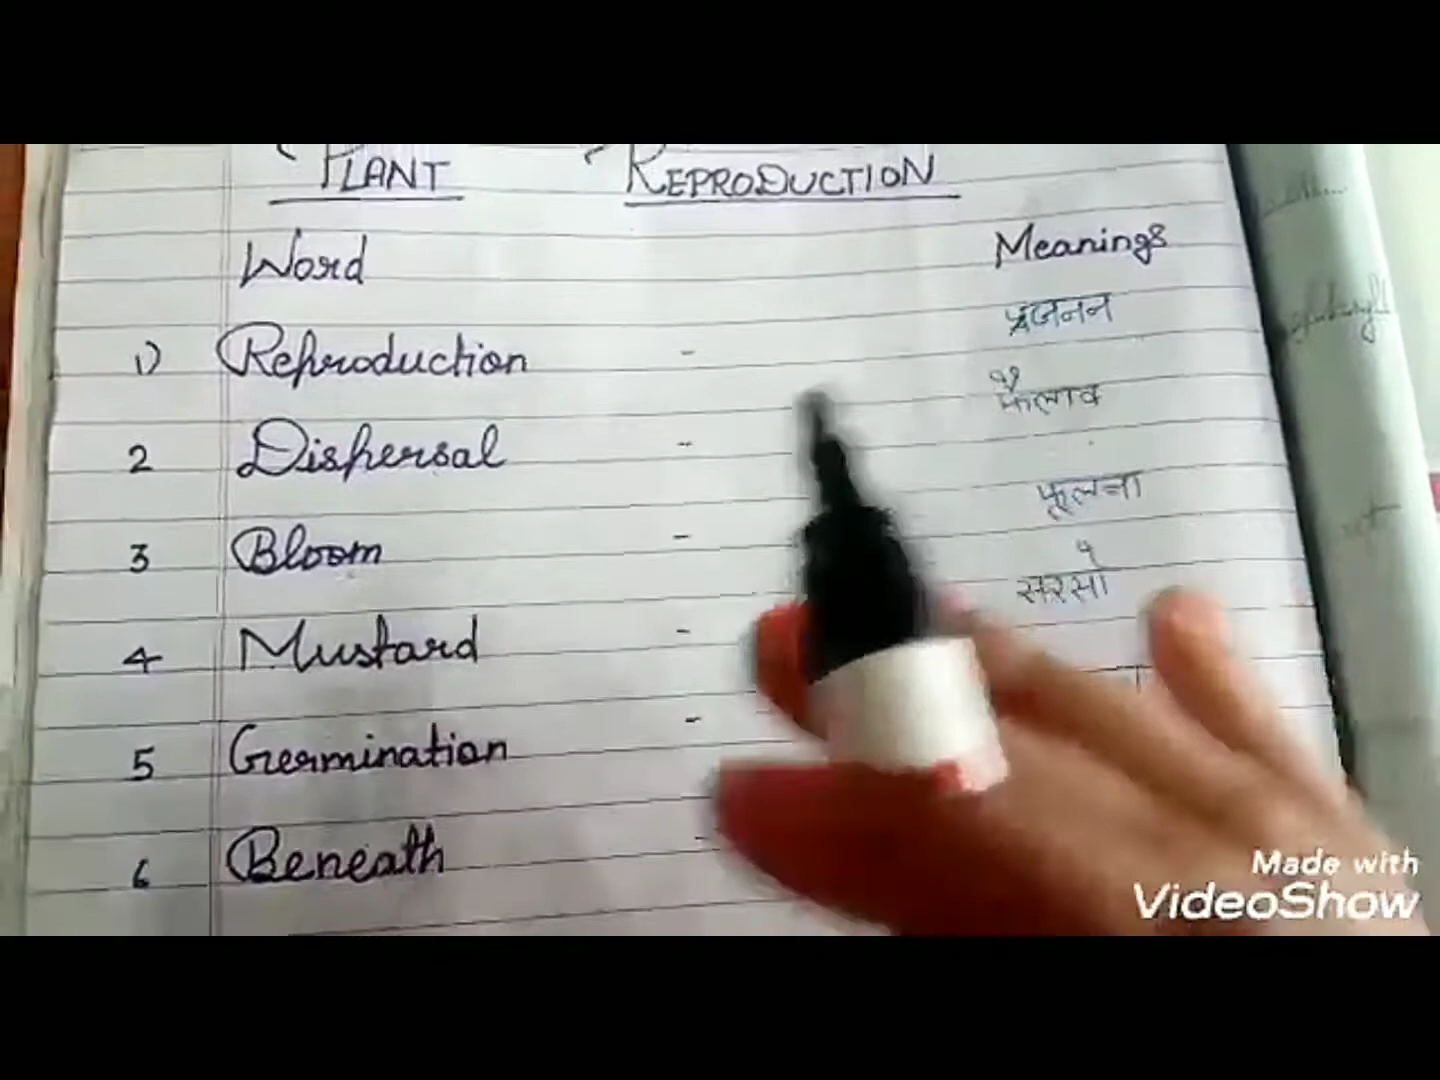 PLANT REPRODUCTION
Word Meanings
1) Reproduction - प्रजनन
2 Dispersal - फैलाव
3 Bloom - फूलना
4 Mustard - सरसों
5 Germination -
6 Beneath -
Made with
VideoShow